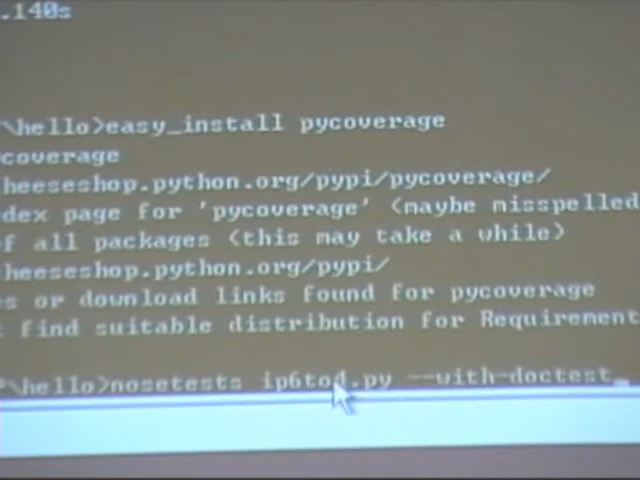 .140s
\hello>easy_install pycoverage
coverage
heeseshop.python.org/pypi/pycoverage/
dex page for 'pycoverage' (maybe misspelled
f all packages (this may take a while)
heeseshop.python.org/pypi/
s or download links found for pycoverage
t find suitable distribution for Requirement
\hello>nosetests ip6tod.py --with-doctest_